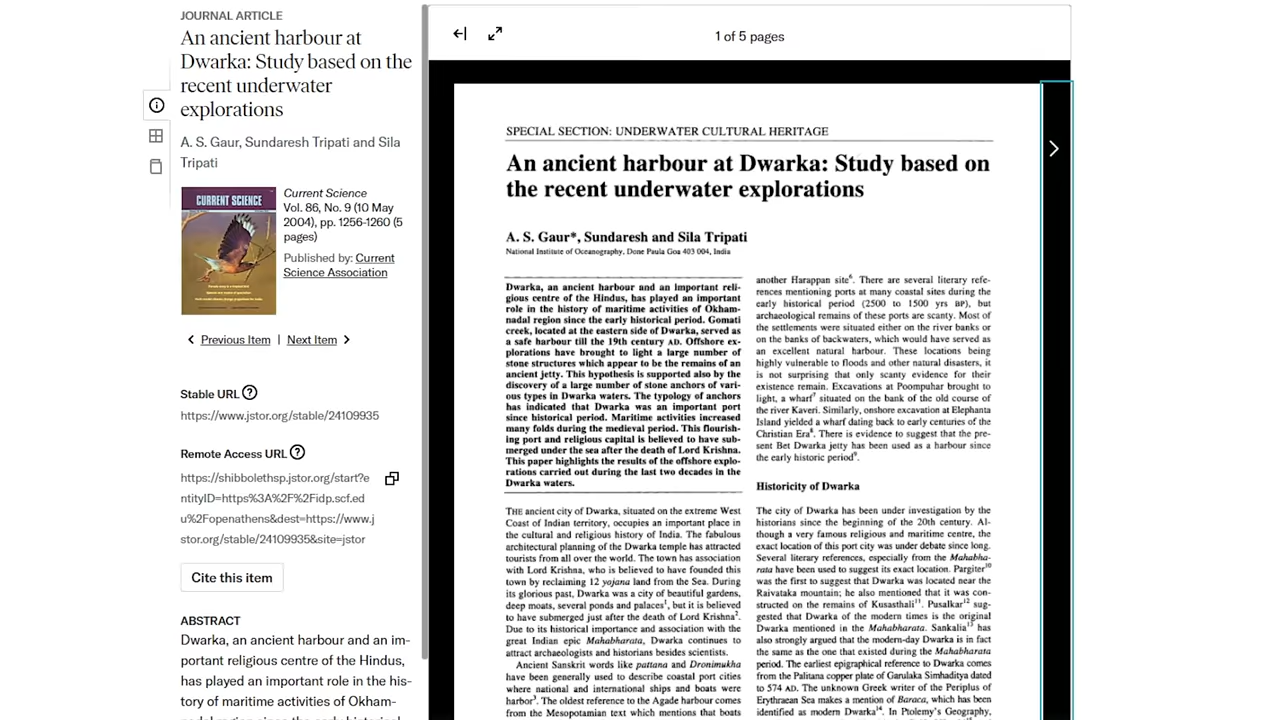 JOURNAL ARTICLE
An ancient harbour at
Dwarka: Study based on the
recent underwater
explorations
A. S. Gaur, Sundaresh Tripati and Sila
Tripati
CURRENT SCIENCE
Current Science
Vol. 86, No. 9 (10 May
2004), pp. 1256-1260 (5
pages)
Published by: Current
Science Association
Previous Item | Next Item
Stable URL
https://www.jstor.org/stable/24109935
Remote Access URL
https://shibbolethsp.jstor.org/start?e
ntityID=https%3A%2F%2Fidp.scf.ed
u%2Fopenathens&dest=https://www.j
stor.org/stable/24109935&site=jstor
Cite this item
ABSTRACT
Dwarka, an ancient harbour and an im-
portant religious centre of the Hindus,
has played an important role in the his-
tory of maritime activities of Okham-
nadal region since the early historical
1 of 5 pages
SPECIAL SECTION: UNDERWATER CULTURAL HERITAGE
An ancient harbour at Dwarka: Study based on
the recent underwater explorations
A. S. Gaur*, Sundaresh and Sila Tripati
National Institute of Oceanography, Dona Paula Goa 403 004, India
Dwarka, an ancient harbour and an important reli-
gious centre of the Hindus, has played an important
role in the history of maritime activities of Okham-
nadal region since the early historical period. Gomati
creek, located at the eastern side of Dwarka, served as
a safe harbour till the 19th century AD. Offshore ex-
plorations have brought to light a large number of
stone structures which appear to be the remains of an
ancient jetty. This hypothesis is supported also by the
discovery of a large number of stone anchors of vari-
ous types in Dwarka waters. The typology of anchors
has indicated that Dwarka was an important port
since historical period. Maritime activities increased
many folds during the medieval period. This flourish-
ing port and religious capital is believed to have sub-
merged under the sea after the death of Lord Krishna.
This paper highlights the results of the offshore explo-
rations carried out during the last two decades in the
Dwarka waters.
THE ancient city of Dwarka, situated on the extreme West
Coast of Indian territory, occupies an important place in
the cultural and religious history of India. The fabulous
architectural planning of the Dwarka temple has attracted
tourists from all over the world. The town has association
with Lord Krishna, who is believed to have founded this
town by reclaiming 12 yojana land from the Sea. During
its glorious past, Dwarka was a city of beautiful gardens,
deep moats, several ponds and palaces1, but it is believed
to have submerged just after the death of Lord Krishna2.
Due to its historical importance and association with the
great Indian epic Mahabharata, Dwarka continues to
attract archaeologists and historians besides scientists.
Ancient Sanskrit words like pattana and Dronimukha
have been generally used to describe coastal port cities
where national and international ships and boats were
harbor3. The oldest reference to the Agade harbour comes
from the Mesopotamian text which mentions that boats
another Harappan site6. There are several literary refe-
rences mentioning ports at many coastal sites during the
early historical period (2500 to 1500 yrs BP), but
archaeological remains of these ports are scanty. Most of
the settlements were situated either on the river banks or
on the banks of backwaters, which would have served as
an excellent natural harbour. These locations being
highly vulnerable to floods and other natural disasters, it
is not surprising that only scanty evidence for their
existence remain. Excavations at Poompuhar brought to
light, a wharf7 situated on the bank of the old course of
the river Kaveri. Similarly, onshore excavation at Elephanta
Island yielded a wharf dating back to early centuries of the
Christian Era8. There is evidence to suggest that the pre-
sent Bet Dwarka jetty has been used as a harbour since
the early historic period9.
Historicity of Dwarka
The city of Dwarka has been under investigation by the
historians since the beginning of the 20th century. Al-
though a very famous religious and maritime centre, the
exact location of this port city was under debate since long.
Several literary references, especially from the Mahabha-
rata have been used to suggest its exact location. Pargiter10
was the first to suggest that Dwarka was located near the
Raivataka mountain; he also mentioned that it was con-
structed on the remains of Kusasthali11. Pusalkar12 sug-
gested that Dwarka of the modern times is the original
Dwarka mentioned in the Mahabharata. Sankalia13 has
also strongly argued that the modern-day Dwarka is in fact
the same as the one that existed during the Mahabharata
period. The earliest epigraphical reference to Dwarka comes
from the Palitana copper plate of Garulaka Simhaditya dated
to 574 AD. The unknown Greek writer of the Periplus of
Erythraean Sea makes a mention of Baraca, which has been
identified as modern Dwarka14. In Ptolemy's Geography,